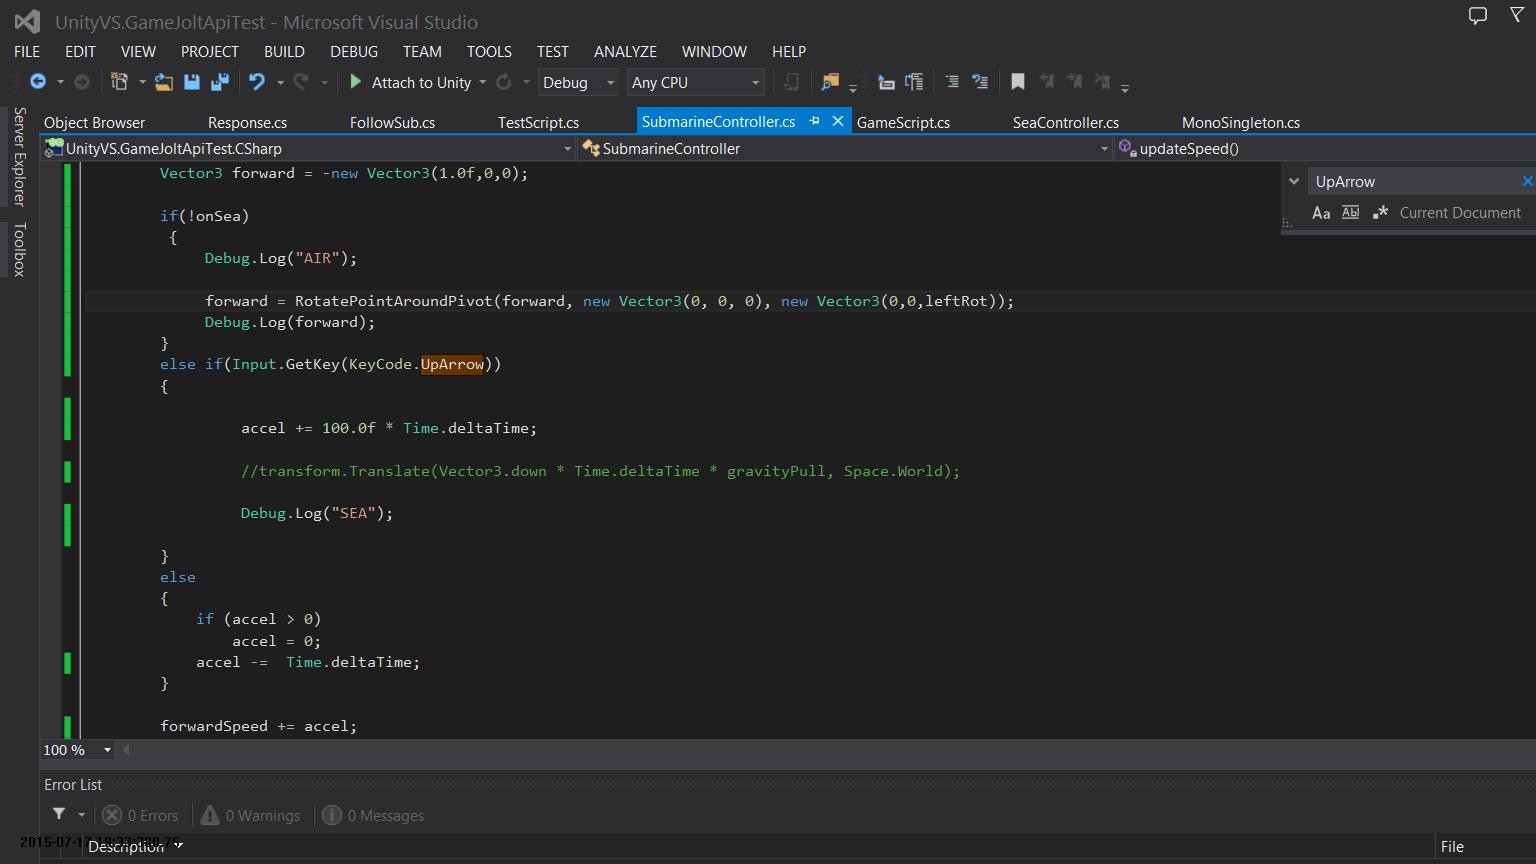 UnityVS.GameJoltApiTest - Microsoft Visual Studio
FILE EDIT VIEW PROJECT BUILD DEBUG TEAM TOOLS TEST ANALYZE WINDOW HELP
Attach to Unity Debug Any CPU
Server Explorer
Toolbox
Object Browser Response.cs FollowSub.cs TestScript.cs SubmarineController.cs GameScript.cs SeaController.cs MonoSingleton.cs
UnityVS.GameJoltApiTest.CSharp SubmarineController updateSpeed()
UpArrow
Aa Abl .* Current Document
Vector3 forward = -new Vector3(1.0f,0,0);
if(!onSea)
{
Debug.Log("AIR");
forward = RotatePointAroundPivot(forward, new Vector3(0, 0, 0), new Vector3(0,0,leftRot));
Debug.Log(forward);
}
else if(Input.GetKey(KeyCode.UpArrow))
{
accel += 100.0f * Time.deltaTime;
//transform.Translate(Vector3.down * Time.deltaTime * gravityPull, Space.World);
Debug.Log("SEA");
}
else
{
if (accel > 0)
accel = 0;
accel -=  Time.deltaTime;
}
forwardSpeed += accel;
100 %
Error List
0 Errors 0 Warnings 0 Messages
2015-07-17
Description File